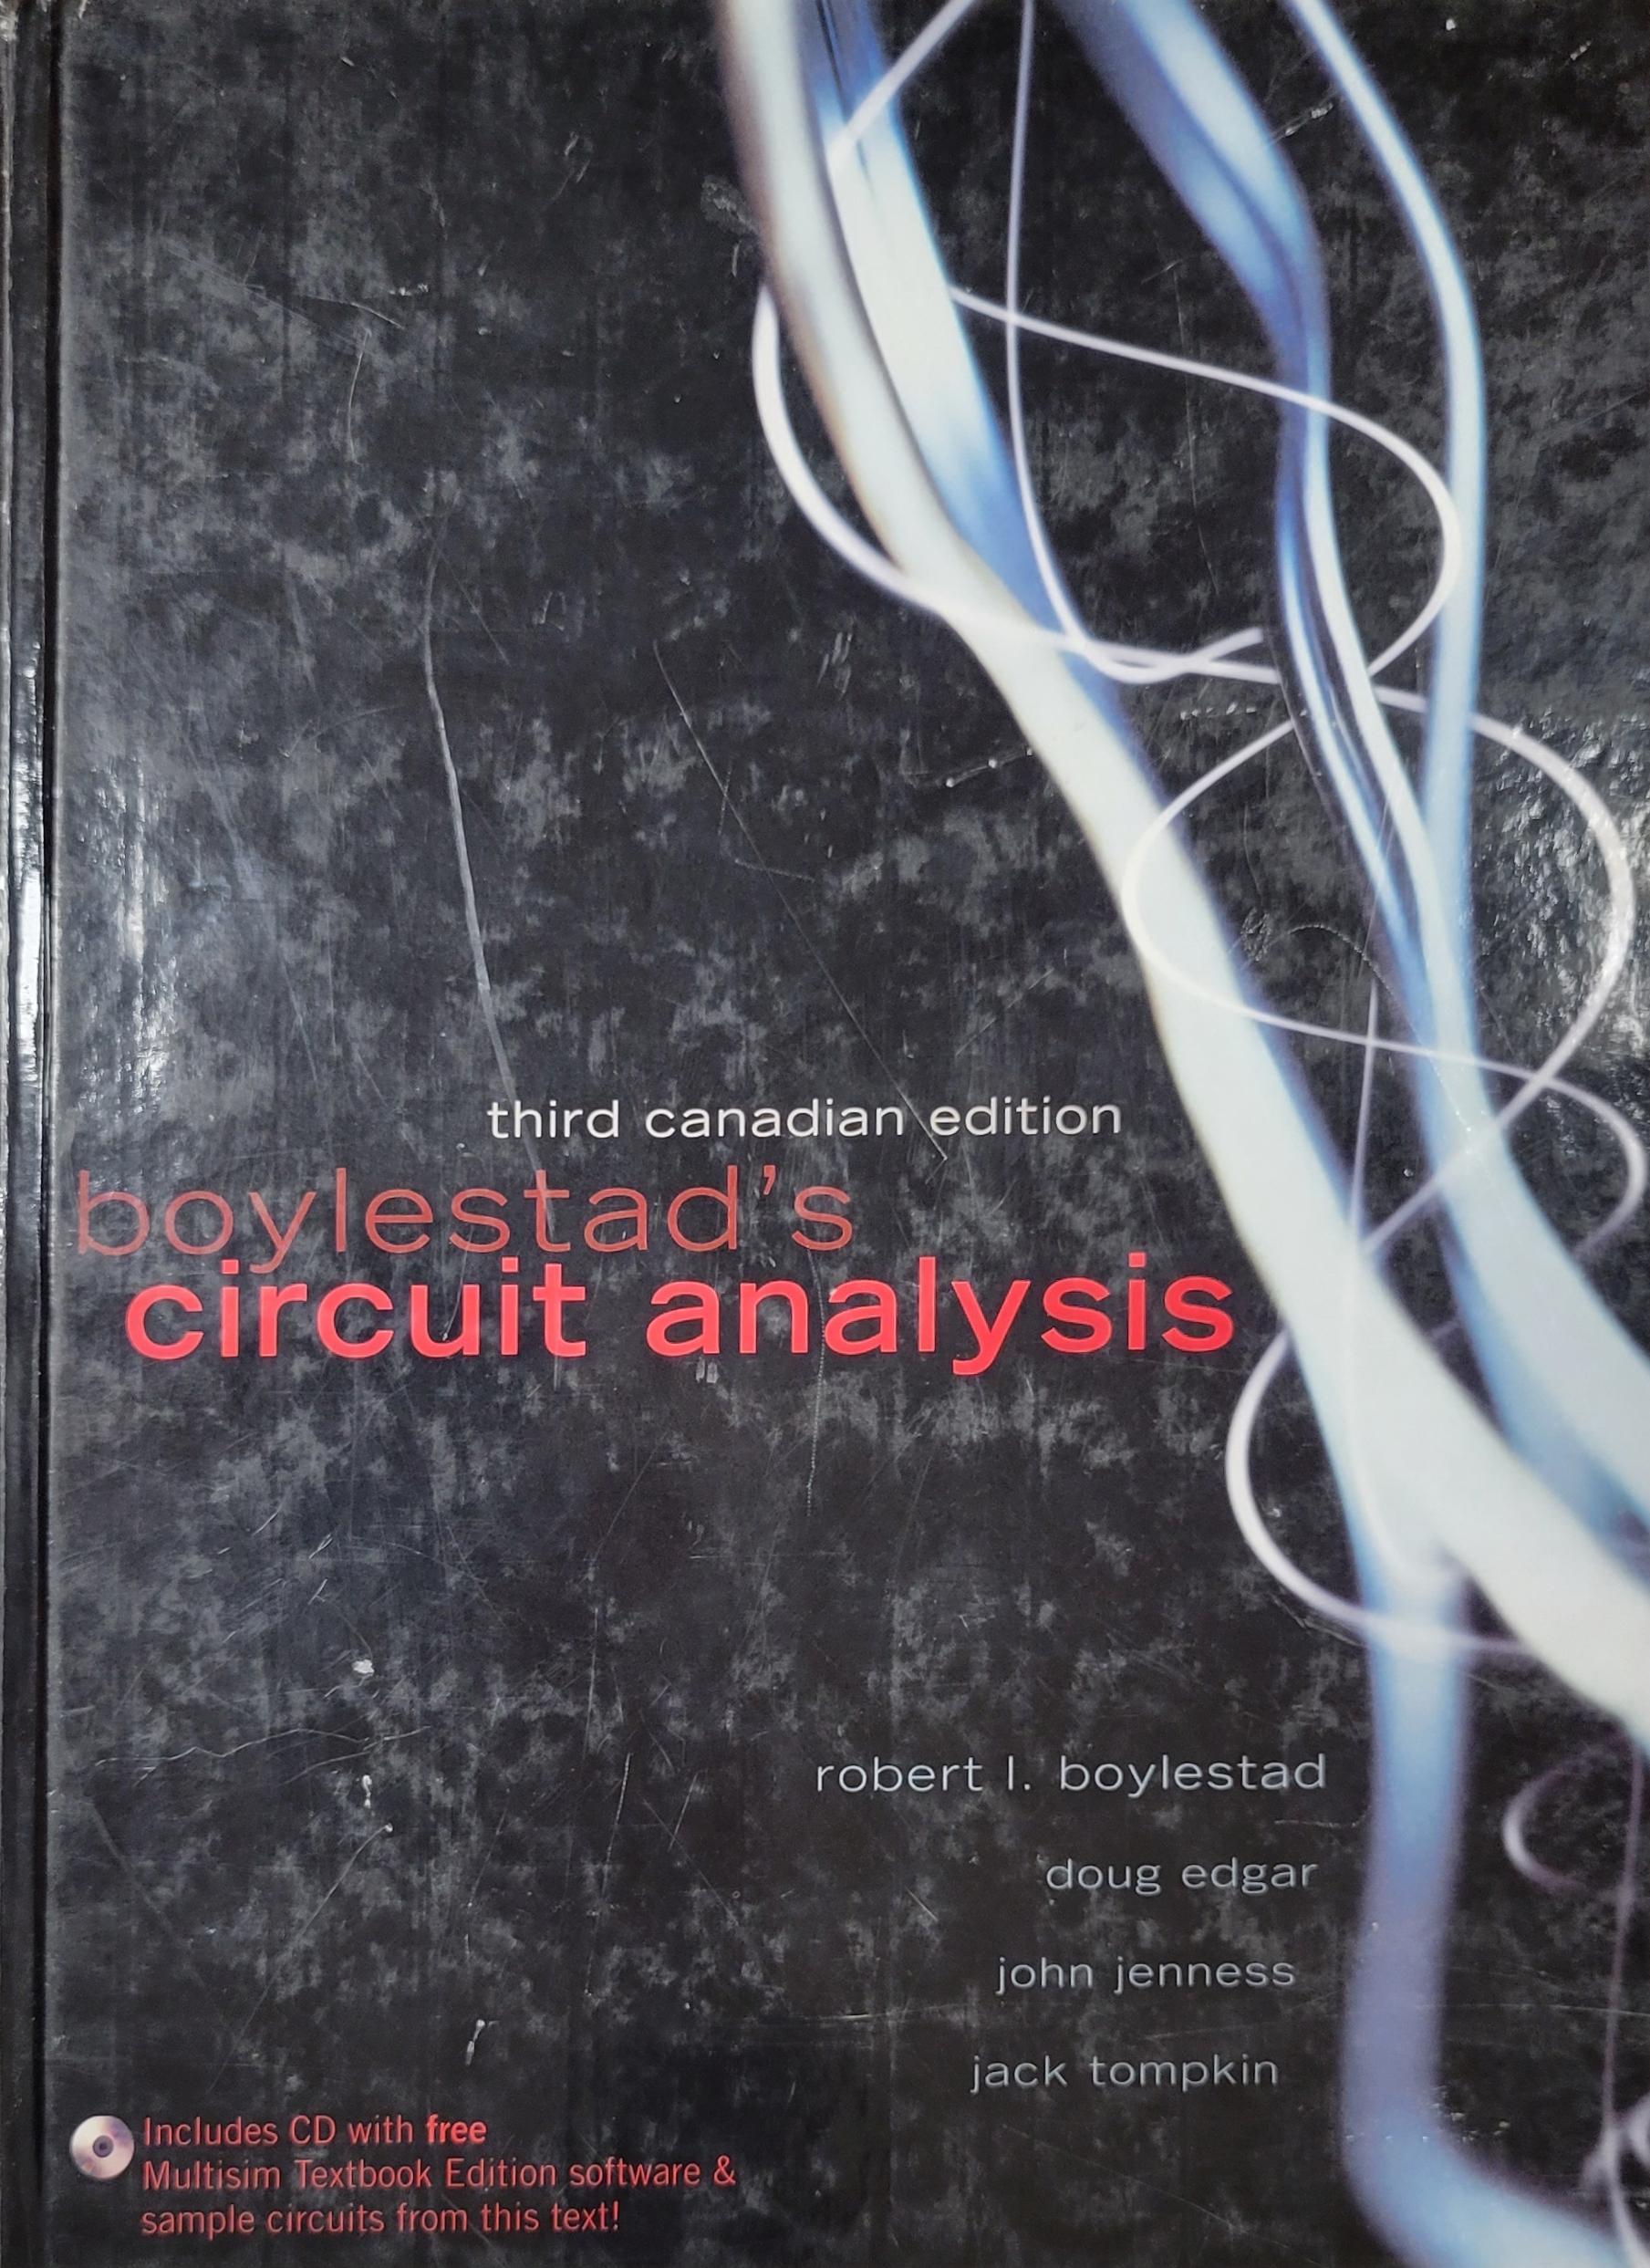 third canadian edition
boylestad's
circuit analysis
robert l. boylestad
doug edgar
john jenness
jack tompkin
Includes CD with free
Multisim Textbook Edition software &
sample circuits from this text!